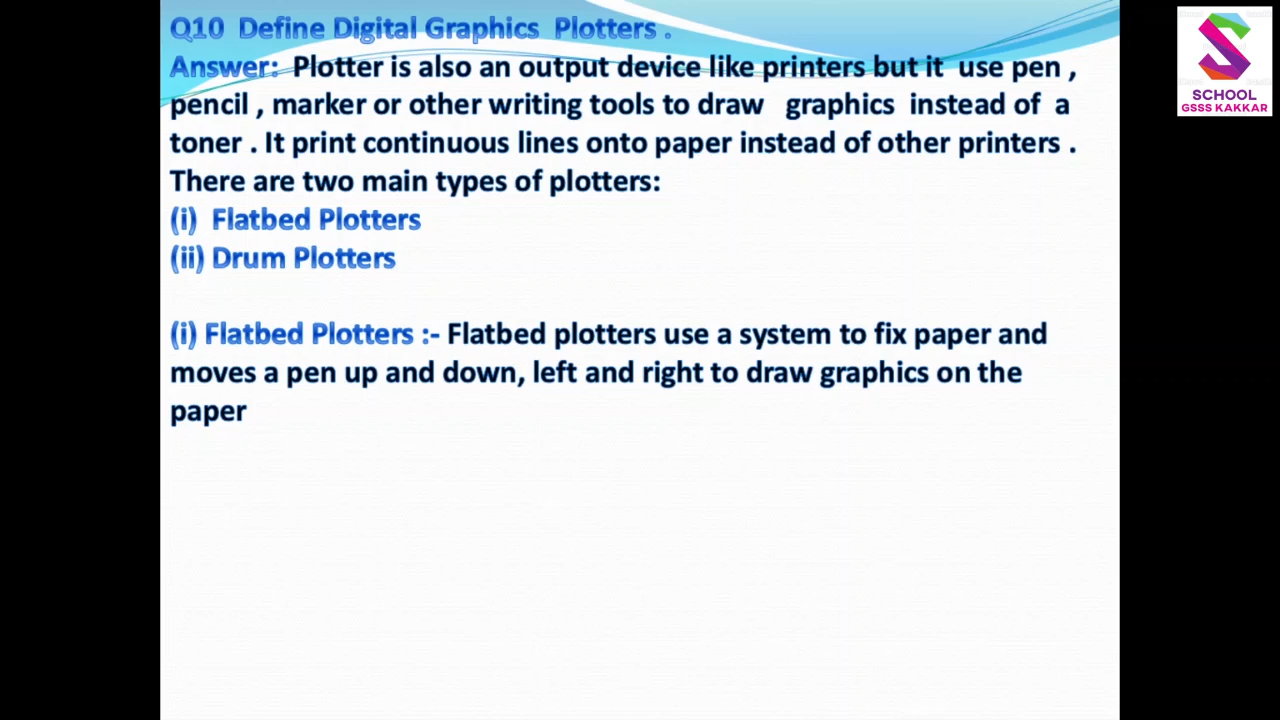 Q10 Define Digital Graphics Plotters .
Answer: Plotter is also an output device like printers but it use pen ,
pencil , marker or other writing tools to draw graphics instead of a
toner . It print continuous lines onto paper instead of other printers .
There are two main types of plotters:
(i) Flatbed Plotters
(ii) Drum Plotters
(i) Flatbed Plotters :- Flatbed plotters use a system to fix paper and
moves a pen up and down, left and right to draw graphics on the
paper
SCHOOL
GSSS KAKKAR